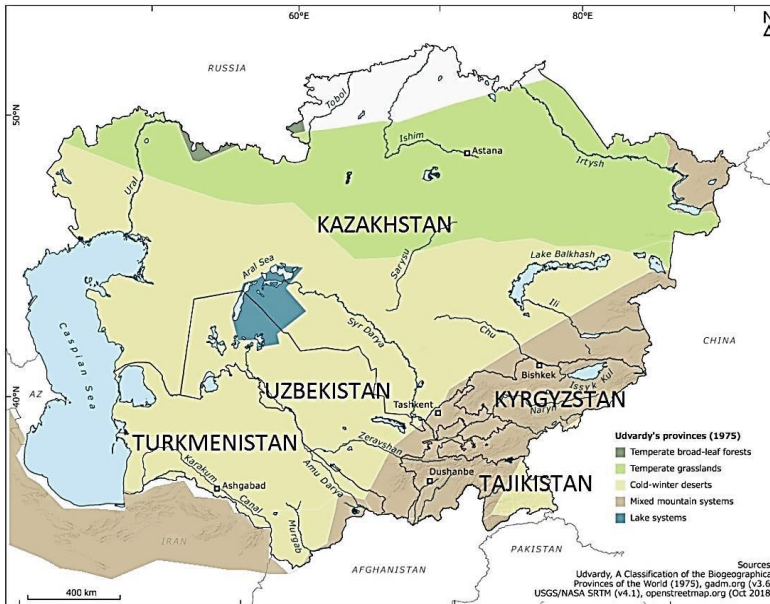 60°E
80°E
N
RUSSIA
Tobol
50°N
Ishim
Astana
Irtysh
Ural
KAZAKHSTAN
Sarysu
Lake Balkhash
Aral Sea
Ili
Syr Darya
Chu
CHINA
Caspian Sea
Bishkek
Issyk Kul
40°N
AZ
UZBEKISTAN
Tashkent
KYRGYZSTAN
Naryn
TURKMENISTAN
Zeravshan
Karakum
Canal
Ashgabad
Amu Darya
Dushanbe
TAJIKISTAN
Murgab
IRAN
AFGHANISTAN
PAKISTAN
Udvardy's provinces (1975)
Temperate broad-leaf forests
Temperate grasslands
Cold-winter deserts
Mixed mountain systems
Lake systems
400 km
Sources
Udvardy, A Classification of the Biogeographica
Provinces of the World (1975), gadm.org (v3.6
USGS/NASA SRTM (v4.1), openstreetmap.org (Oct 2018